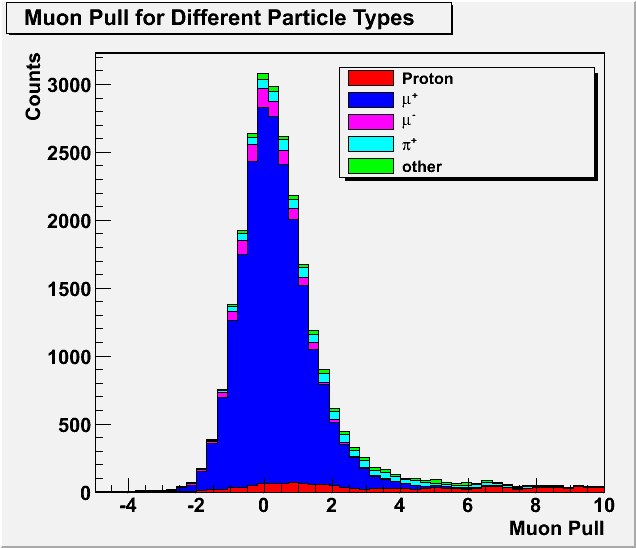 Muon Pull for Different Particle Types
Counts
3000
2500
2000
1500
1000
500
0
Proton
μ⁺
μ⁻
π⁺
other
-4 -2 0 2 4 6 8 10
Muon Pull